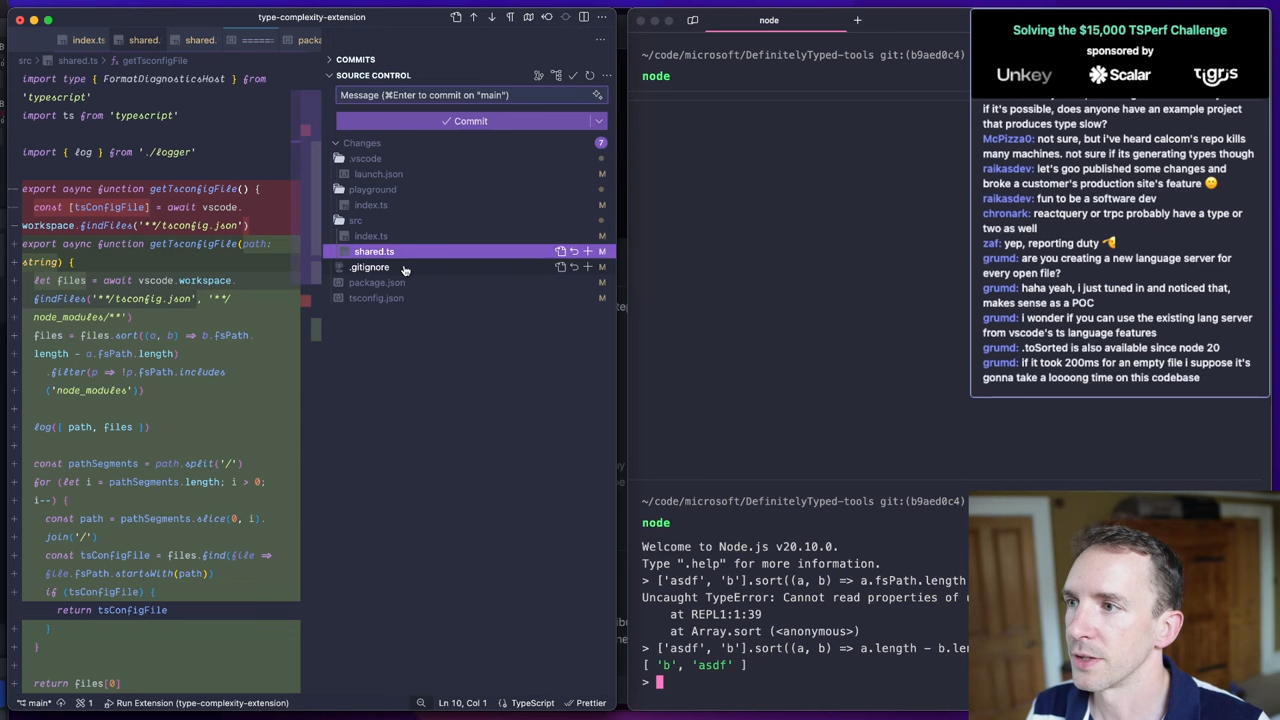 type-complexity-extension
index.ts
shared.
shared.
packa
src > shared.ts > getTsconfigFile
import type { FormatDiagnosticsHost } from
'typescript'
import ts from 'typescript'
import { log } from './logger'
export async function getTsconfigFile() {
const [tsConfigFile] = await vscode.
workspace.findFiles('**/tsconfig.json')
export async function getTsconfigFile(path:
string) {
let files = await vscode.workspace.
findFiles('**/tsconfig.json', '**/
node_modules/**')
files = files.sort((a, b) => b.fsPath.
length - a.fsPath.length)
.filter(p => !p.fsPath.includes
('node_modules'))
log({ path, files })
const pathSegments = path.split('/')
for (let i = pathSegments.length; i > 0;
i--) {
const path = pathSegments.slice(0, i).
join('/')
const tsConfigFile = files.find(file =>
file.fsPath.startsWith(path))
if (tsConfigFile) {
return tsConfigFile
}
}
return files[0]
COMMITS
SOURCE CONTROL
Message (⌘Enter to commit on "main")
Commit
Changes 7
.vscode
launch.json M
playground
index.ts M
src
index.ts M
shared.ts M
.gitignore M
package.json M
tsconfig.json M
main* 1 Run Extension (type-complexity-extension) Ln 10, Col 1 TypeScript Prettier
node
~/code/microsoft/DefinitelyTyped-tools git:(b9aed0c4)
node
~/code/microsoft/DefinitelyTyped-tools git:(b9aed0c4)
node
Welcome to Node.js v20.10.0.
Type ".help" for more information.
> ['asdf', 'b'].sort((a, b) => a.fsPath.length
Uncaught TypeError: Cannot read properties of
at REPL1:1:39
at Array.sort (<anonymous>)
> ['asdf', 'b'].sort((a, b) => a.length - b.len
[ 'b', 'asdf' ]
>
Solving the $15,000 TSPerf Challenge
sponsored by
Unkey Scalar tigris
if it's possible, does anyone have an example project
that produces type slow?
McPizza0: not sure, but i've heard calcom's repo kills
many machines. not sure if its generating types though
raikasdev: let's goo published some changes and
broke a customer's production site's feature 🙂
raikasdev: fun to be a software dev
chronark: reactquery or trpc probably have a type or
two as well
zaf: yep, reporting duty 🫡
grumd: are you creating a new language server for
every open file?
grumd: haha yeah, i just tuned in and noticed that,
makes sense as a POC
grumd: i wonder if you can use the existing lang server
from vscode's ts language features
grumd: .toSorted is also available since node 20
grumd: if it took 200ms for an empty file i suppose it's
gonna take a loooong time on this codebase